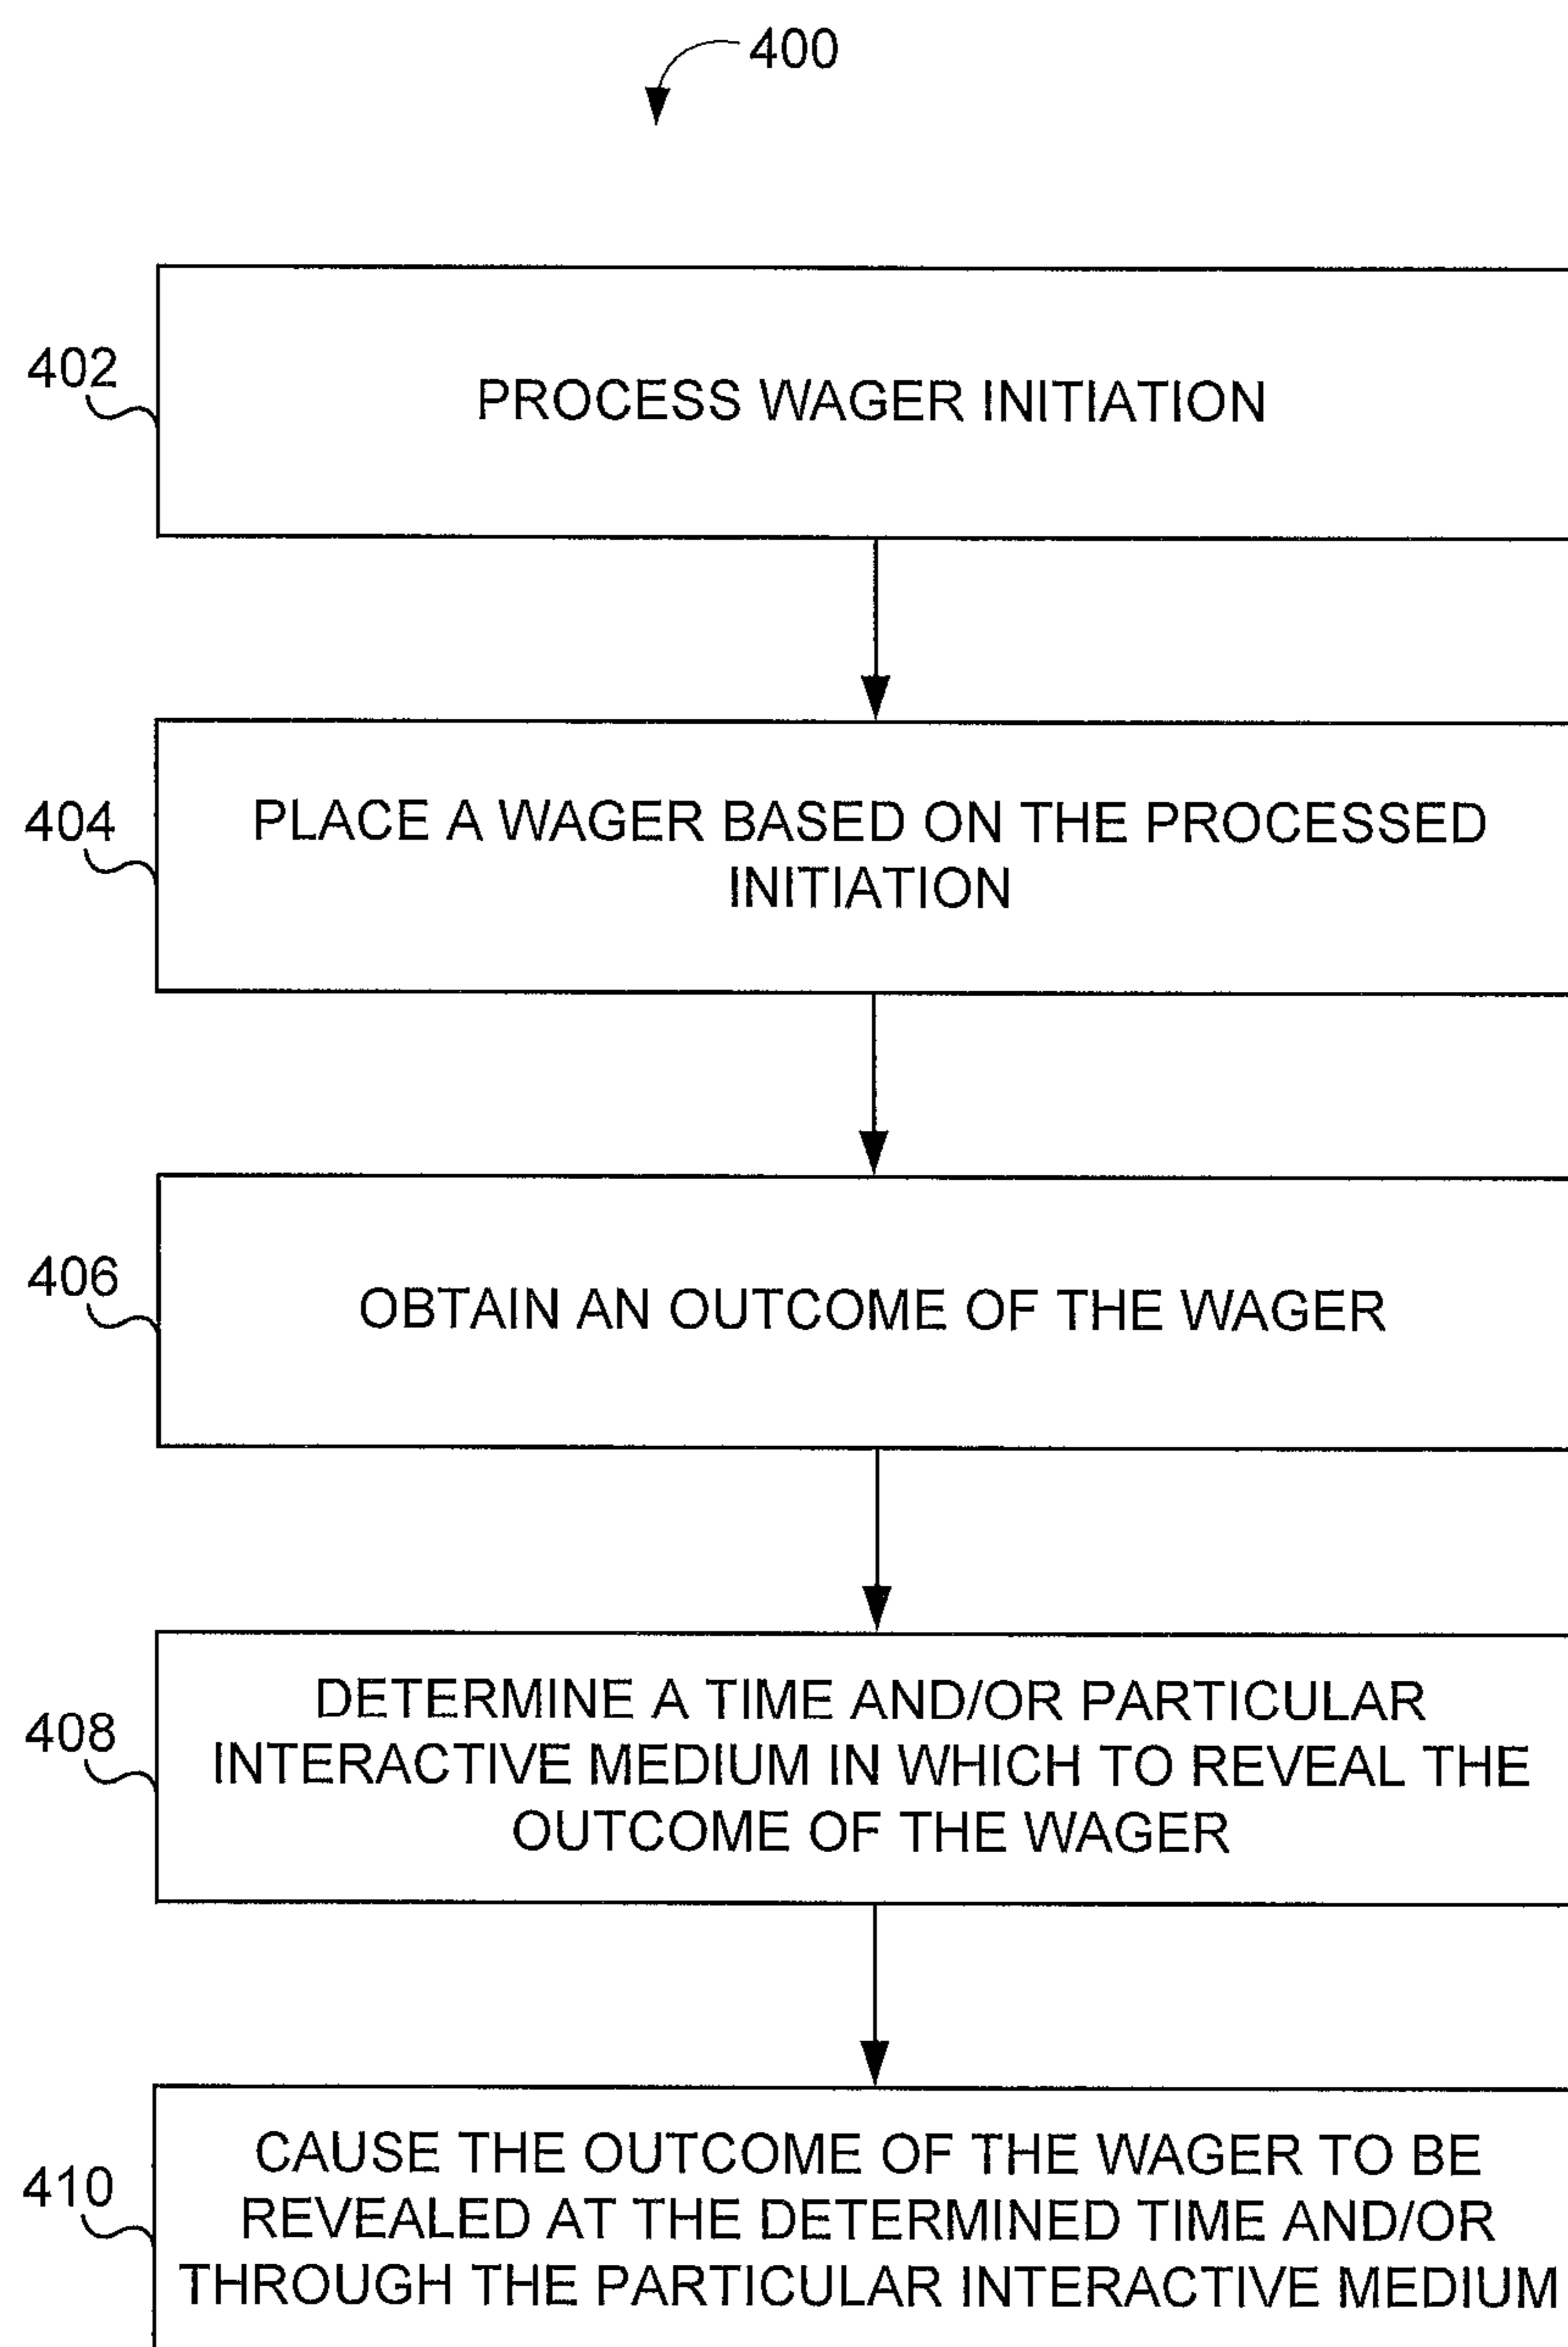 400
402
PROCESS WAGER INITIATION
404
PLACE A WAGER BASED ON THE PROCESSED
INITIATION
406
OBTAIN AN OUTCOME OF THE WAGER
408
DETERMINE A TIME AND/OR PARTICULAR
INTERACTIVE MEDIUM IN WHICH TO REVEAL THE
OUTCOME OF THE WAGER
410
CAUSE THE OUTCOME OF THE WAGER TO BE
REVEALED AT THE DETERMINED TIME AND/OR
THROUGH THE PARTICULAR INTERACTIVE MEDIUM